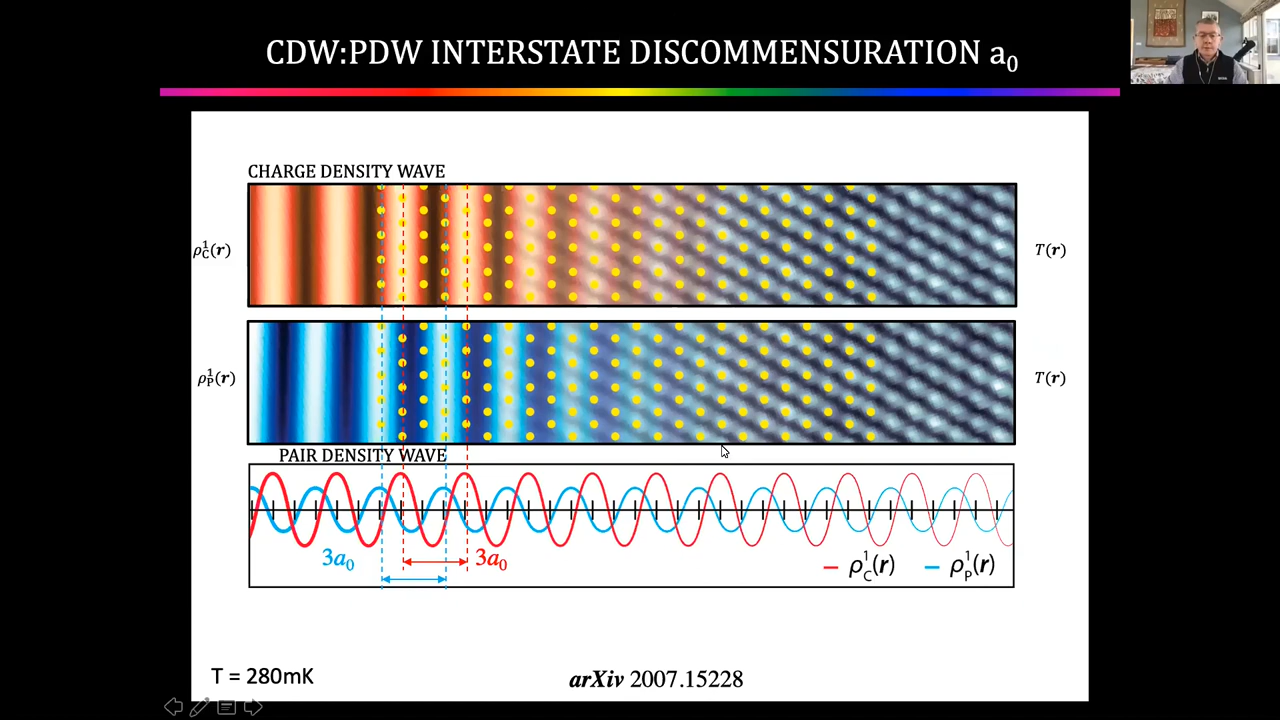 CDW:PDW INTERSTATE DISCOMMENSURATION a₀
CHARGE DENSITY WAVE
ρ¹C(r)
T(r)
ρ¹P(r)
T(r)
PAIR DENSITY WAVE
3a₀
3a₀
ρ¹C(r)
ρ¹P(r)
T = 280mK
arXiv 2007.15228